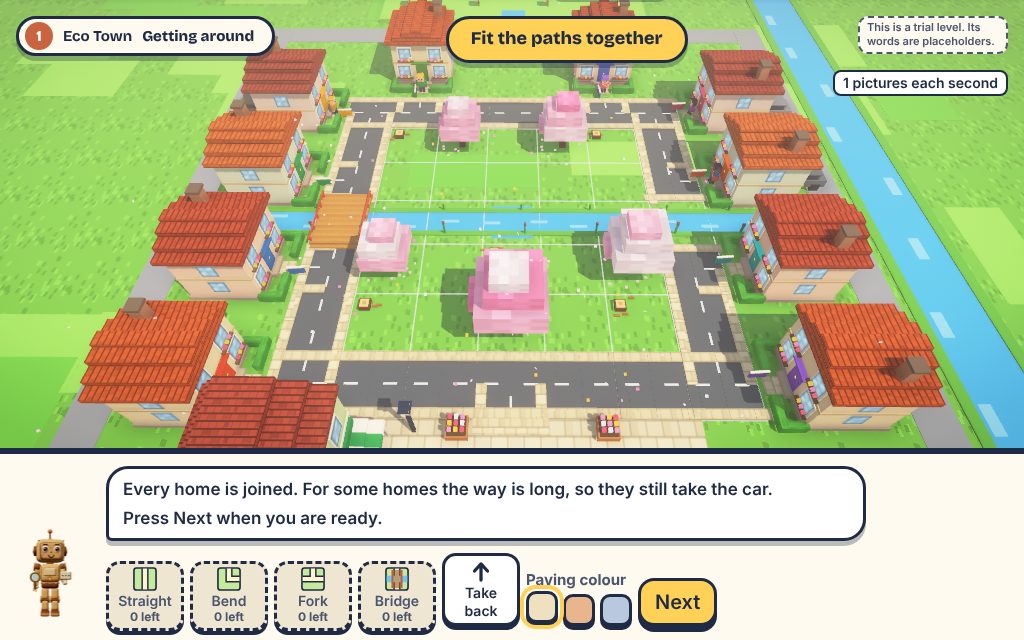 1 Eco Town Getting around
Fit the paths together
This is a trial level. Its
words are placeholders.
1 pictures each second
Every home is joined. For some homes the way is long, so they still take the car.
Press Next when you are ready.
Straight
0 left
Bend
0 left
Fork
0 left
Bridge
0 left
Take
back
Paving colour
Next